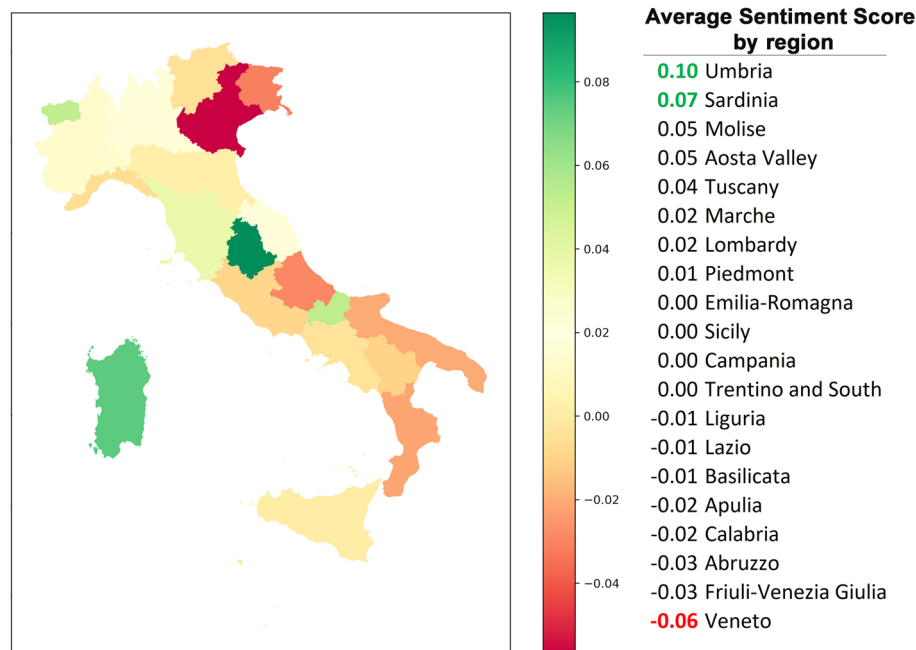 Average Sentiment Score
by region
0.10 Umbria
0.07 Sardinia
0.05 Molise
0.05 Aosta Valley
0.04 Tuscany
0.02 Marche
0.02 Lombardy
0.01 Piedmont
0.00 Emilia-Romagna
0.00 Sicily
0.00 Campania
0.00 Trentino and South
-0.01 Liguria
-0.01 Lazio
-0.01 Basilicata
-0.02 Apulia
-0.02 Calabria
-0.03 Abruzzo
-0.03 Friuli-Venezia Giulia
-0.06 Veneto
0.08
0.06
0.04
0.02
0.00
−0.02
−0.04